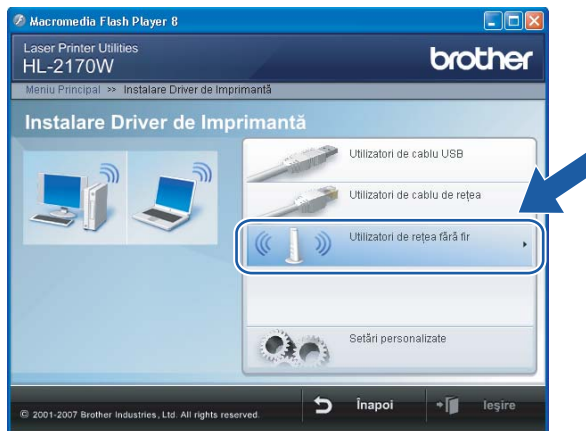 Macromedia Flash Player 8
Laser Printer Utilities
HL-2170W
brother
Meniu Principal >> Instalare Driver de Imprimantă
Instalare Driver de Imprimantă
Utilizatori de cablu USB
Utilizatori de cablu de rețea
Utilizatori de rețea fără fir
Setări personalizate
© 2001-2007 Brother Industries, Ltd. All rights reserved.
Înapoi
Ieșire